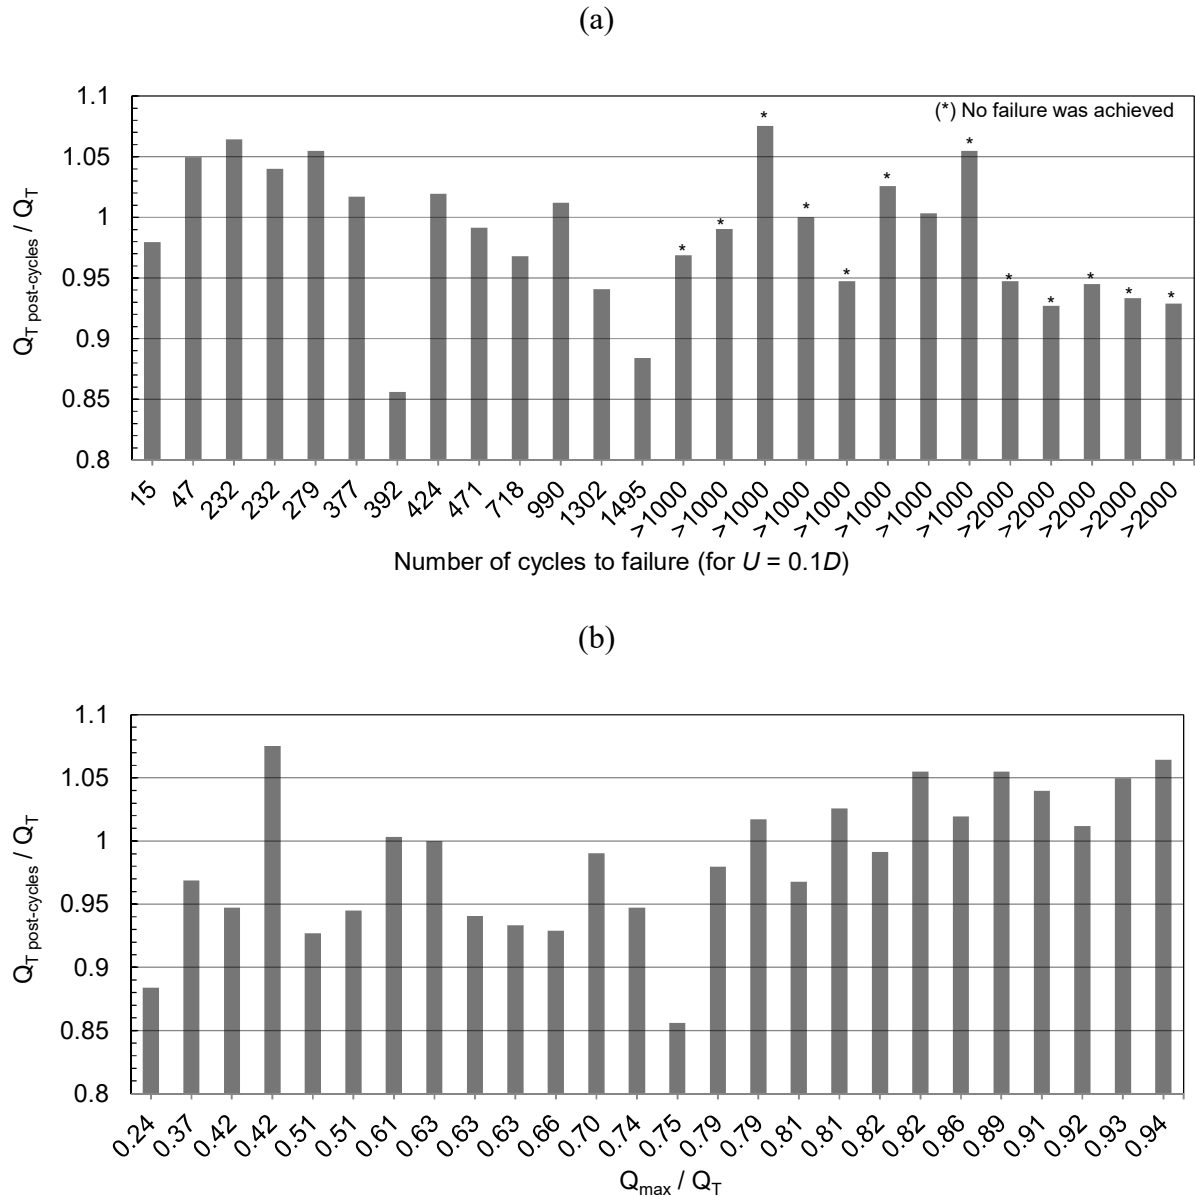 (a)
1.1
1.05
1
0.95
0.9
0.85
0.8
Q_T post-cycles / Q_T
(*) No failure was achieved
* * * * * * * * * * * *
15 47 232 232 279 377 392 424 471 718 990 1302 1495 >1000 >1000 >1000 >1000 >1000 >1000 >1000 >1000 >2000 >2000 >2000 >2000 >2000
Number of cycles to failure (for U = 0.1D)
(b)
1.1
1.05
1
0.95
0.9
0.85
0.8
Q_T post-cycles / Q_T
0.24 0.37 0.42 0.42 0.51 0.51 0.61 0.63 0.63 0.63 0.66 0.70 0.74 0.75 0.79 0.79 0.81 0.81 0.82 0.82 0.86 0.89 0.91 0.92 0.93 0.94
Q_max / Q_T